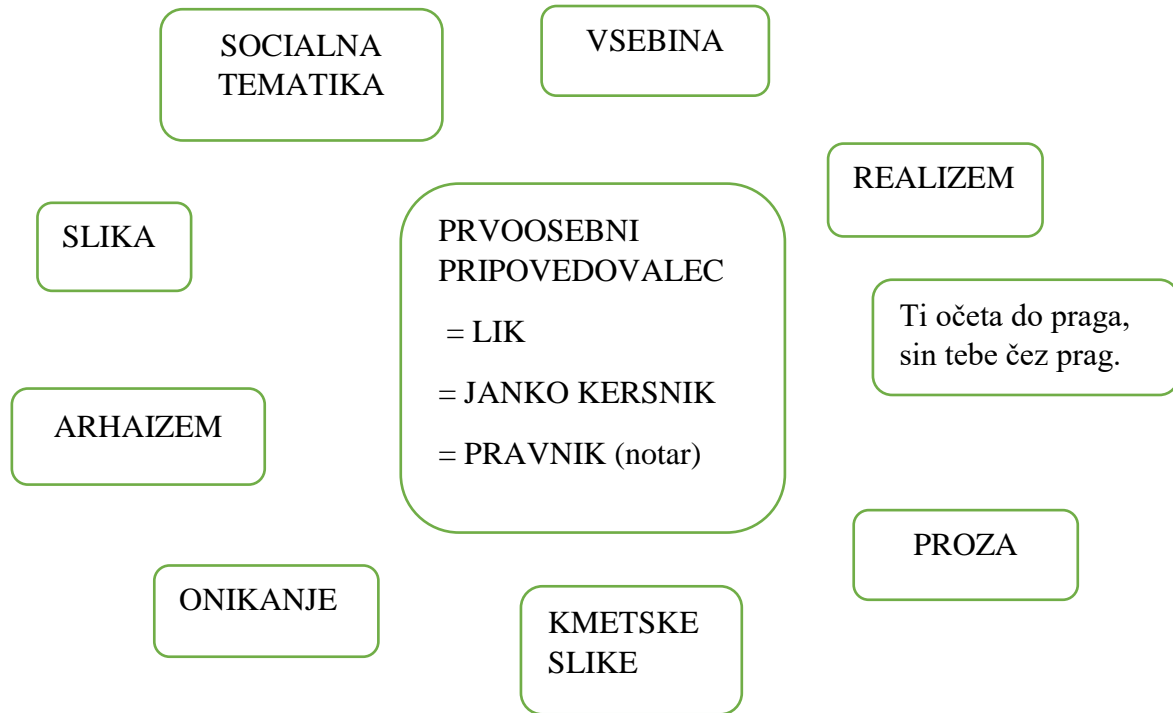 SOCIALNA
TEMATIKA
VSEBINA
REALIZEM
SLIKA
PRVOOSEBNI
PRIPOVEDOVALEC
= LIK
= JANKO KERSNIK
= PRAVNIK (notar)
Ti očeta do praga,
sin tebe čez prag.
ARHAIZEM
PROZA
ONIKANJE
KMETSKE
SLIKE